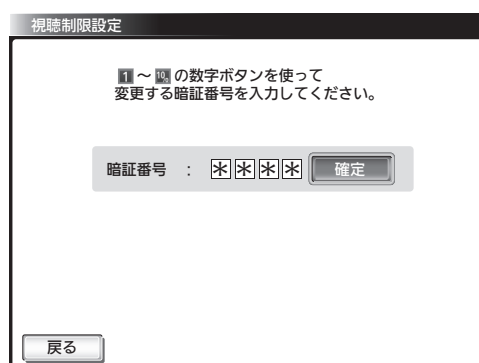 視聴制限設定
1～10 の数字ボタンを使って
変更する暗証番号を入力してください。
暗証番号 : ＊＊＊＊ 確定
戻る